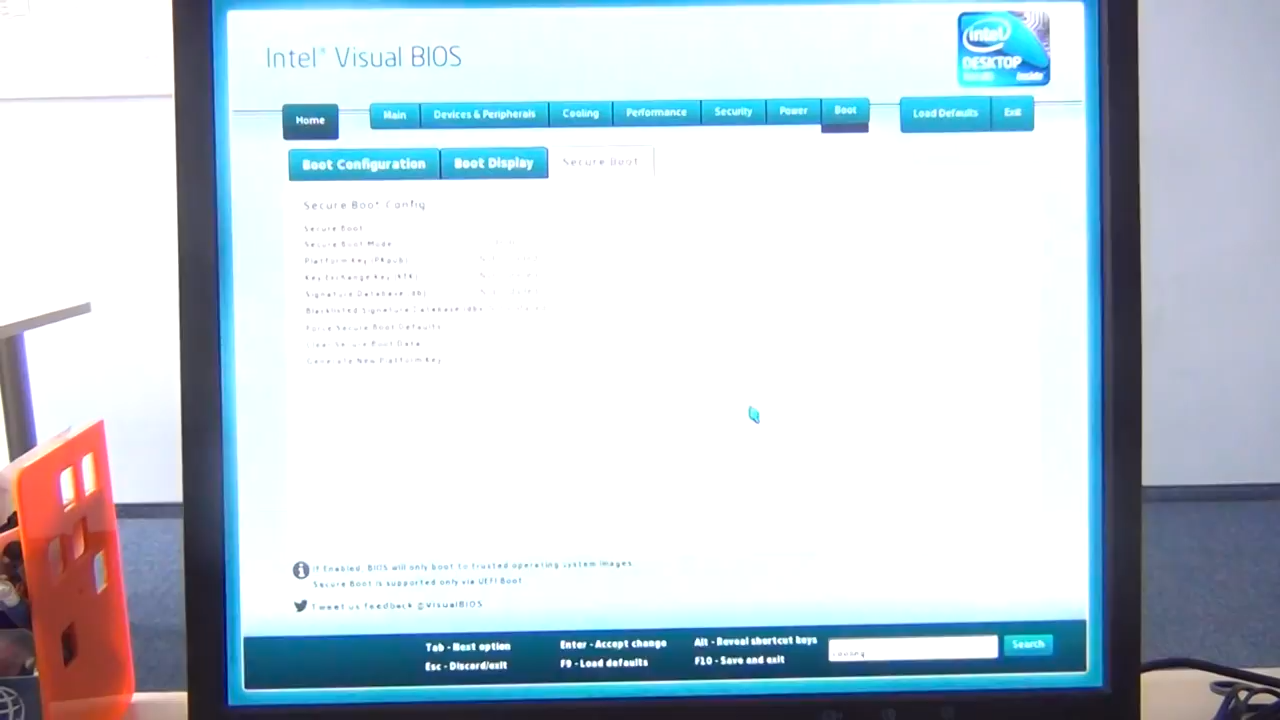 Intel® Visual BIOS
intel
DESKTOP
inside
Home
Main
Devices & Peripherals
Cooling
Performance
Security
Power
Boot
Load Defaults
Exit
Boot Configuration
Boot Display
Secure Boot
Secure Boot Config
Secure Boot
Secure Boot Mode
Platform Key (PKpub)
Key Exchange Key (KEK)
Signature Database (db)
Blacklisted Signature Database (dbx)
Force Secure Boot Defaults
Clear Secure Boot Data
Generate New Platform Key
If Enabled, BIOS will only boot to trusted operating system images.
Secure Boot is supported only via UEFI Boot
Tweet us feedback @VisualBIOS
Tab - Next option
Enter - Accept change
Alt - Reveal shortcut keys
Esc - Discard/exit
F9 - Load defaults
F10 - Save and exit
Search